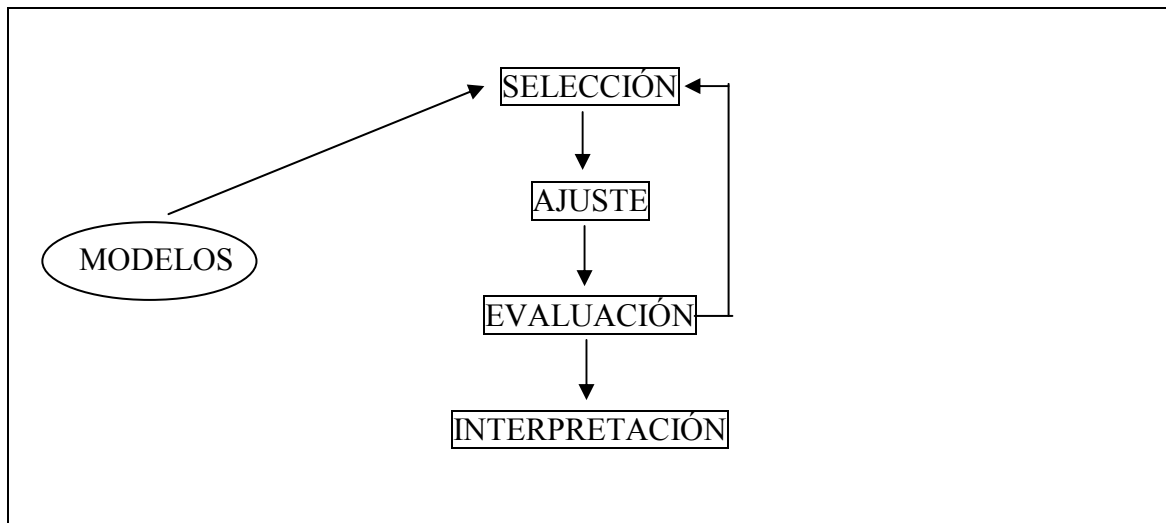 SELECCIÓN
AJUSTE
MODELOS
EVALUACIÓN
INTERPRETACIÓN